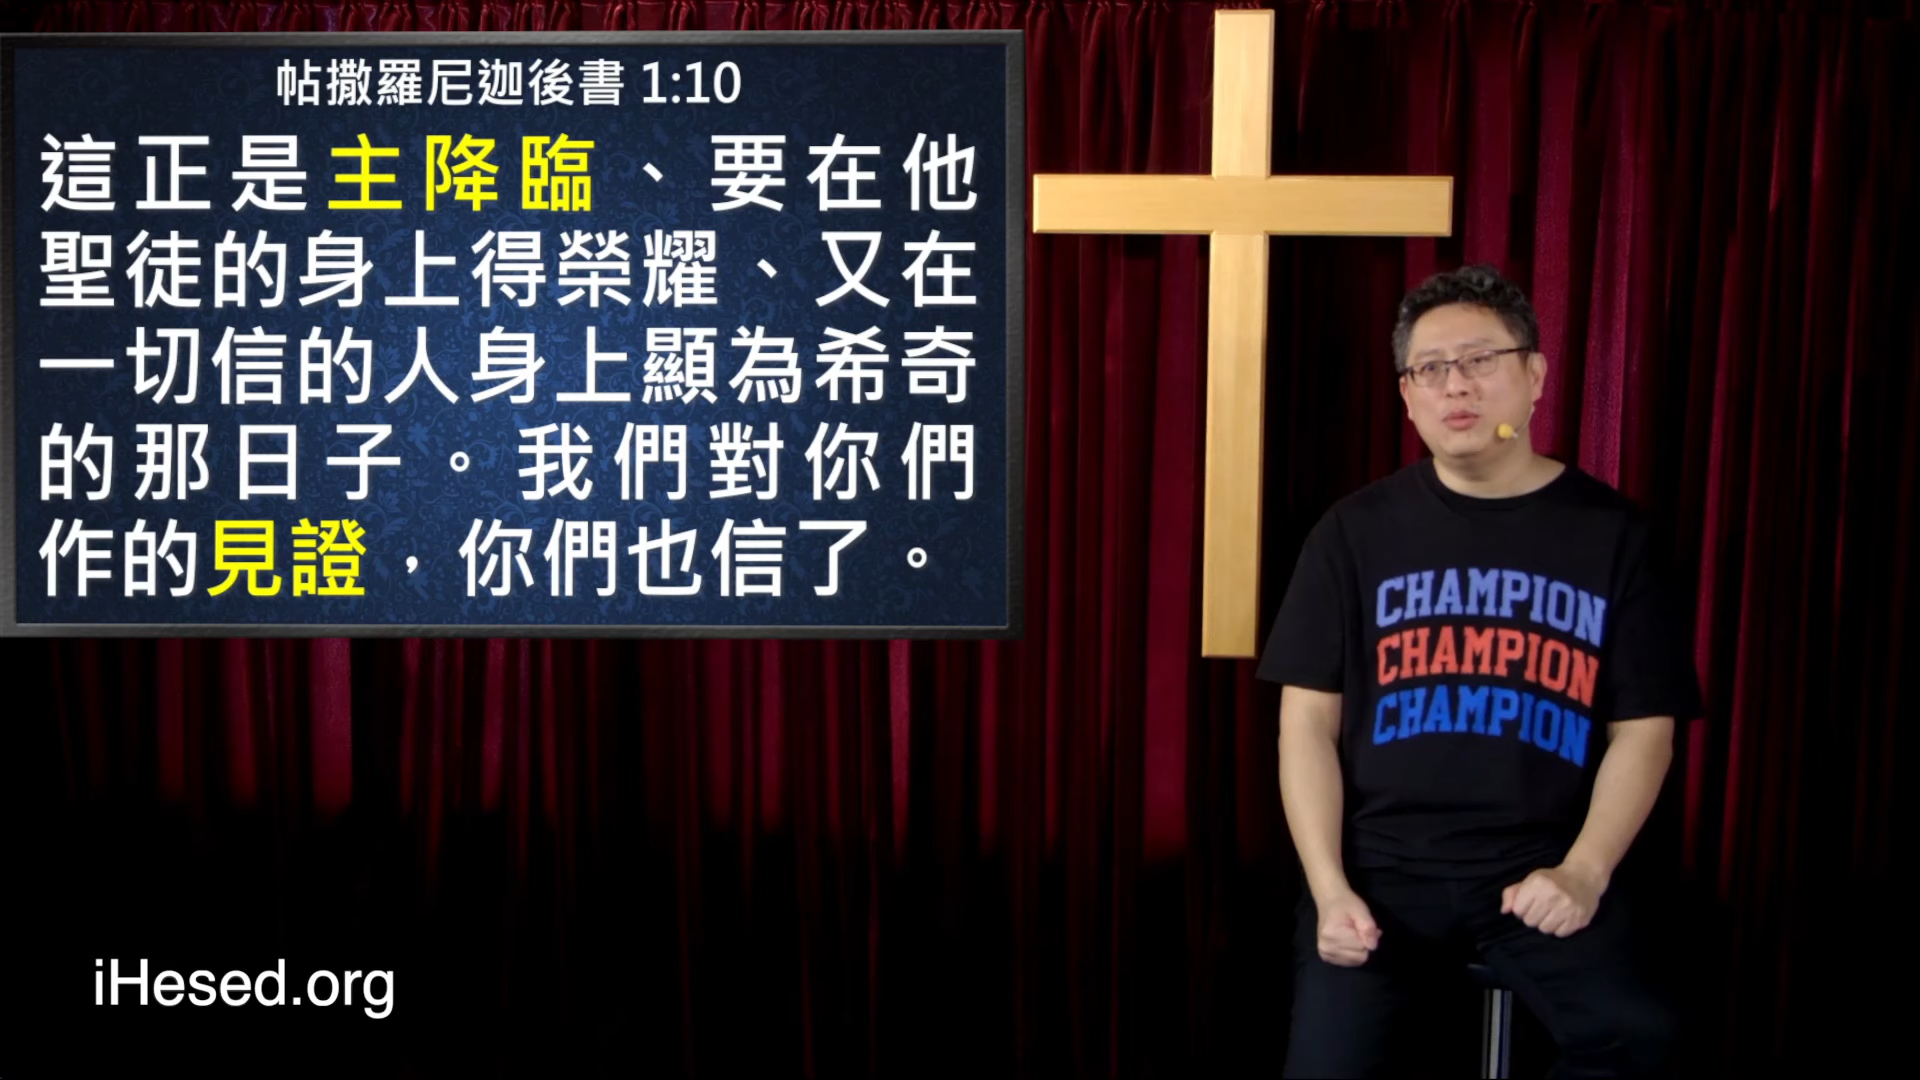 帖撒羅尼迦後書 1:10
這正是主降臨、要在他
聖徒的身上得榮耀、又在
一切信的人身上顯為希奇
的那日子。我們對你們
作的見證，你們也信了。
CHAMPION
CHAMPION
CHAMPION
iHesed.org